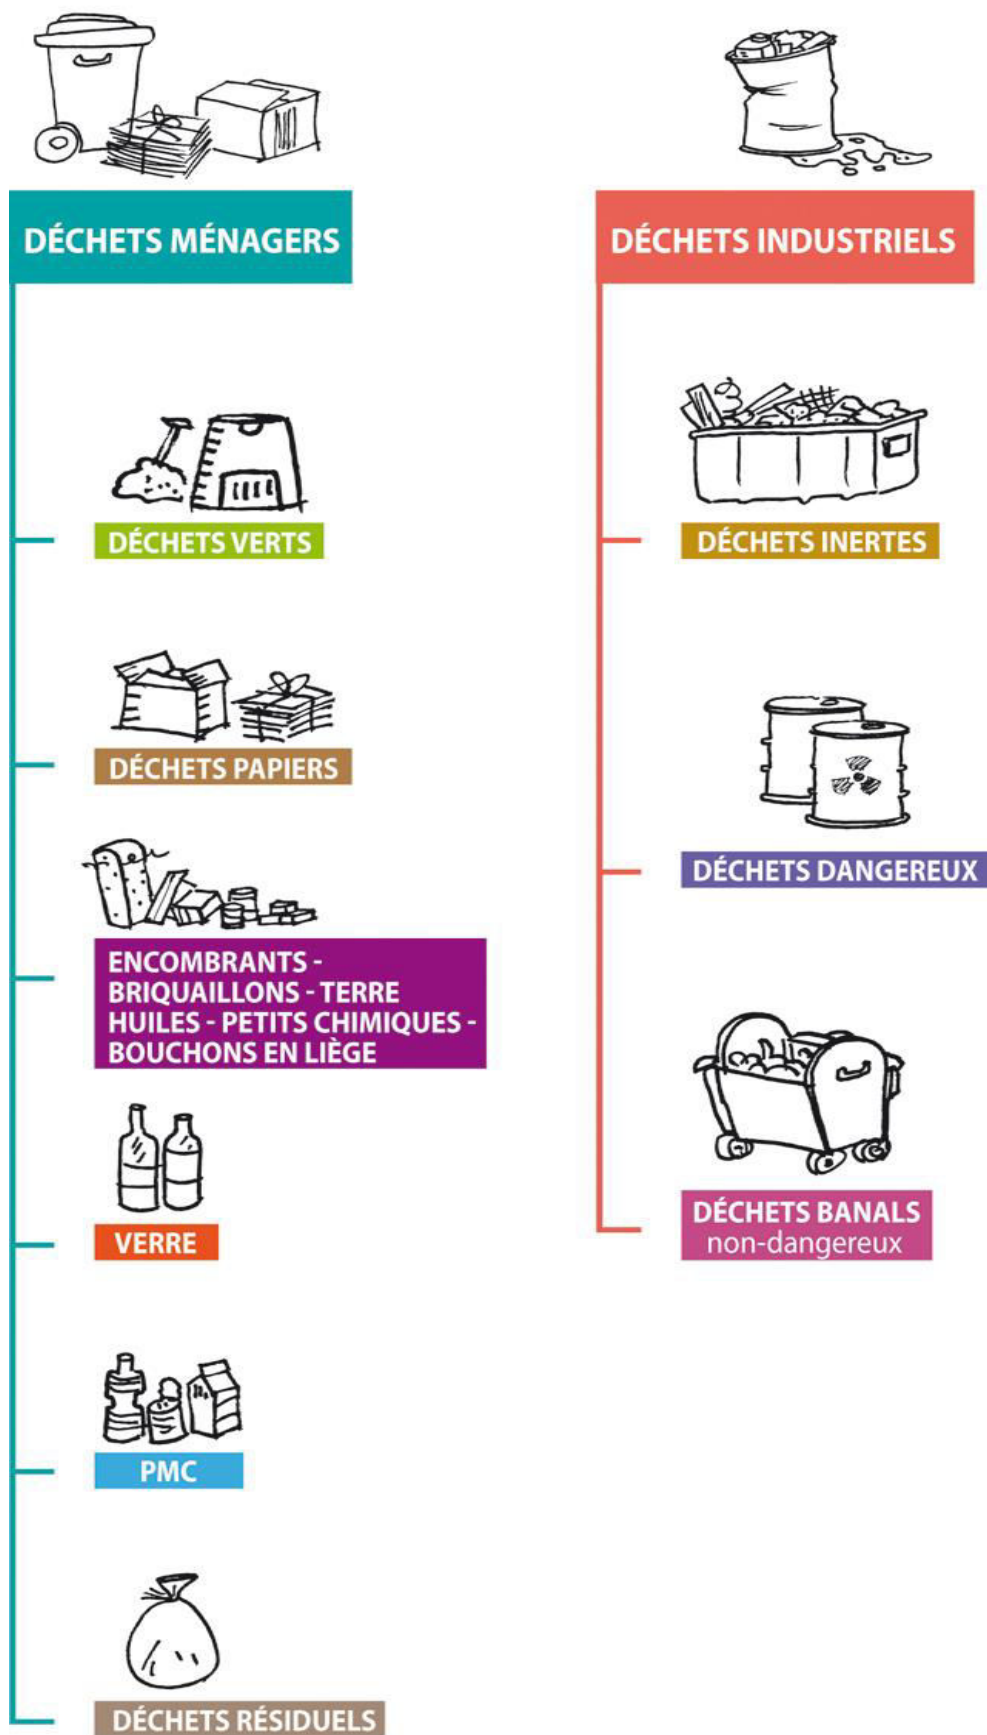 DÉCHETS MÉNAGERS
DÉCHETS VERTS
DÉCHETS PAPIERS
ENCOMBRANTS -
BRIQUAILLONS - TERRE
HUILES - PETITS CHIMIQUES -
BOUCHONS EN LIÈGE
VERRE
PMC
DÉCHETS RÉSIDUELS
DÉCHETS INDUSTRIELS
DÉCHETS INERTES
DÉCHETS DANGEREUX
DÉCHETS BANALS
non-dangereux